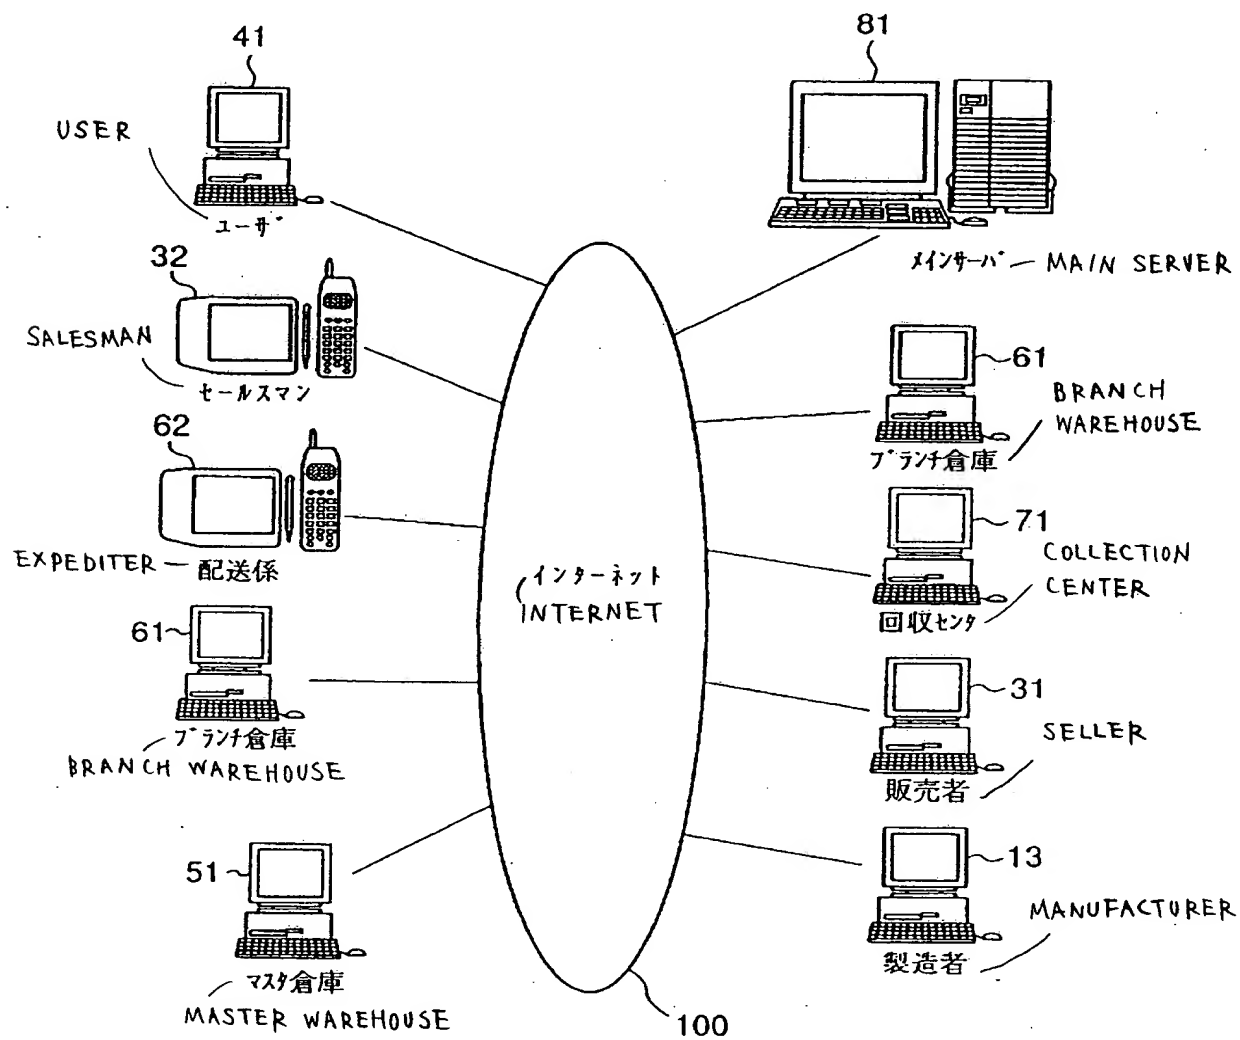 41
USER
ユーザ
81
メインサーバ
MAIN SERVER
32
SALESMAN
セールスマン
61
BRANCH
WAREHOUSE
ブランチ倉庫
62
EXPEDITER
配送係
71
COLLECTION
CENTER
回収センタ
インターネット
INTERNET
61
ブランチ倉庫
BRANCH WAREHOUSE
31
SELLER
販売者
51
マスタ倉庫
MASTER WAREHOUSE
13
MANUFACTURER
製造者
100